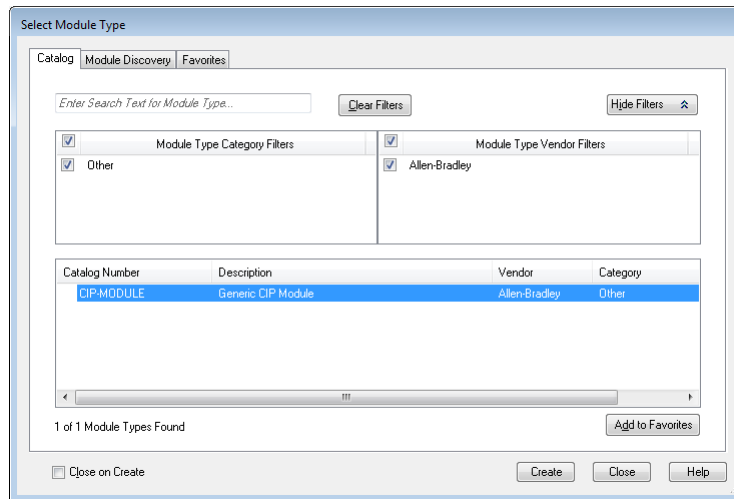 Select Module Type
Catalog Module Discovery Favorites
Enter Search Text for Module Type... Clear Filters Hide Filters
Module Type Category Filters Module Type Vendor Filters
Other Allen-Bradley
Catalog Number Description Vendor Category
CIP-MODULE Generic CIP Module Allen-Bradley Other
1 of 1 Module Types Found Add to Favorites
Close on Create Create Close Help